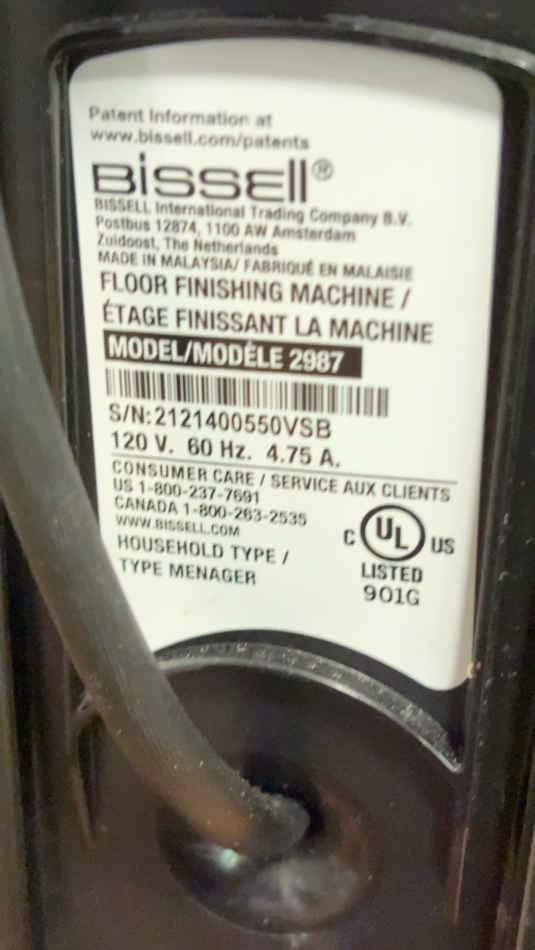 Patent Information at
www.bissell.com/patents
BISSELL®
BISSELL International Trading Company B.V.
Postbus 12874, 1100 AW Amsterdam
Zuidoost, The Netherlands
MADE IN MALAYSIA/ FABRIQUÉ EN MALAISIE
FLOOR FINISHING MACHINE /
ÉTAGE FINISSANT LA MACHINE
MODEL/MODÈLE 2987
S/N:2121400550VSB
120 V. 60 Hz. 4.75 A.
CONSUMER CARE / SERVICE AUX CLIENTS
US 1-800-237-7691
CANADA 1-800-263-2535
WWW.BISSELL.COM
HOUSEHOLD TYPE /
TYPE MENAGER
C UL US
LISTED
901G